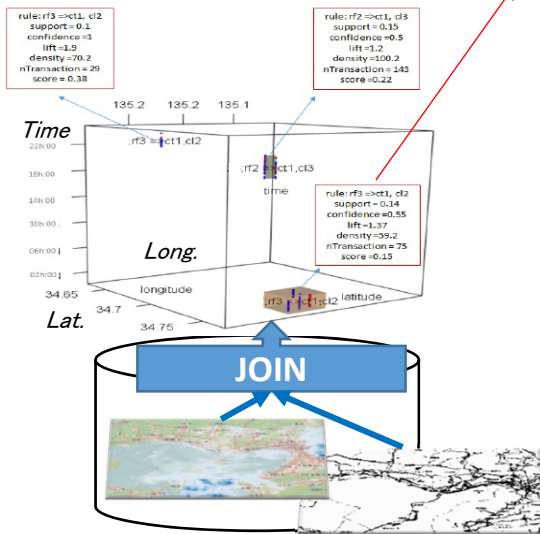 rule: rf3 =>ct1, cl2
support = 0.1
confidence=1
lift=1.9
density=70.2
nTransaction = 29
score = 0.38
rule: rf2 =>ct1, cl3
support = 0.15
confidence=0.5
lift=1.2
density=100.2
nTransaction = 143
score=0.22
135.2 135.2 135.1
Time
22h:00
18h:00
10h:00
06h:00
02h:00
;rf3 =>ct1,cl2
;rf2 =>ct1,cl3
time
rule: rf3 =>ct1, cl2
support = 0.14
confidence=0.55
lift=1.37
density=59.2
nTransaction = 75
score=0.15
Long.
longitude
latitude
;rf3 =>ct1;cl2
34.65
34.7
34.75
Lat.
JOIN